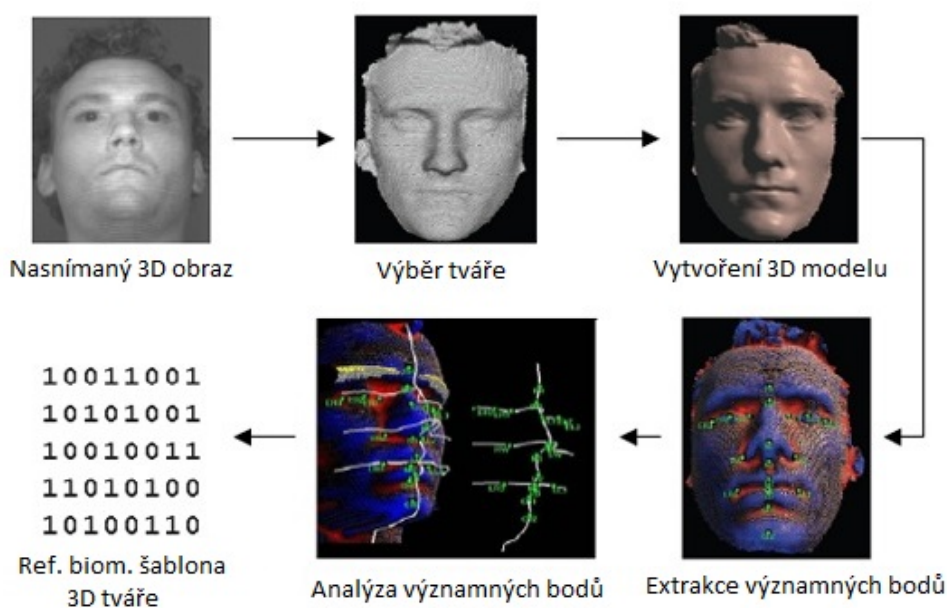 Nasnímaný 3D obraz
Výběr tváře
Vytvoření 3D modelu
Extrakce významných bodů
Analýza významných bodů
10011001
10101001
10010011
11010100
10100110
Ref. biom. šablona
3D tváře